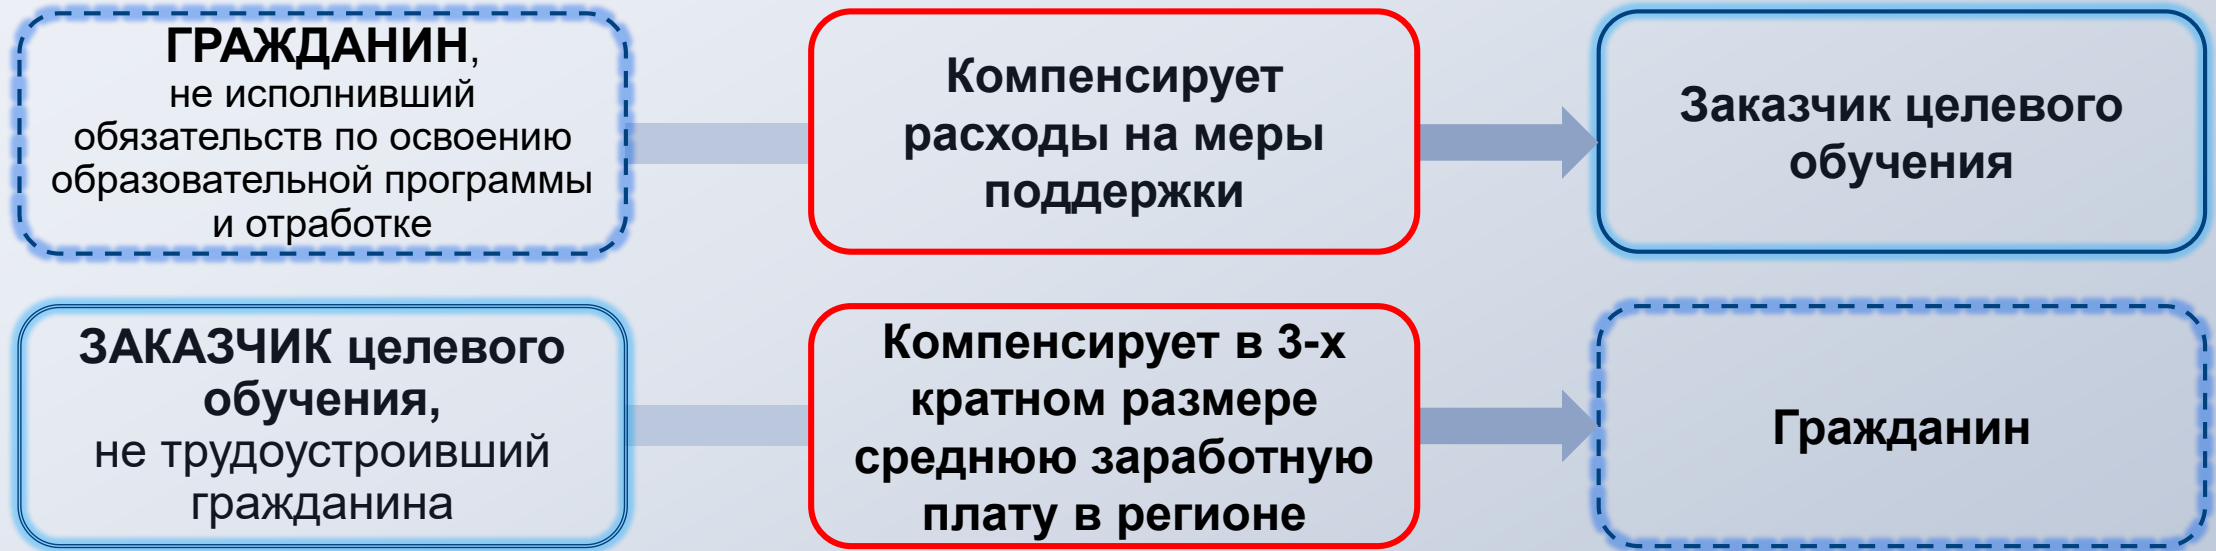 ГРАЖДАНИН,
не исполнивший
обязательств по освоению
образовательной программы
и отработке
Компенсирует
расходы на меры
поддержки
Заказчик целевого
обучения
ЗАКАЗЧИК целевого
обучения,
не трудоустроивший
гражданина
Компенсирует в 3-х
кратном размере
среднюю заработную
плату в регионе
Гражданин